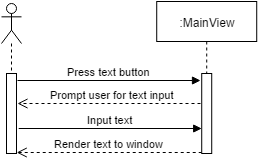 :MainView
Press text button
Prompt user for text input
Input text
Render text to window